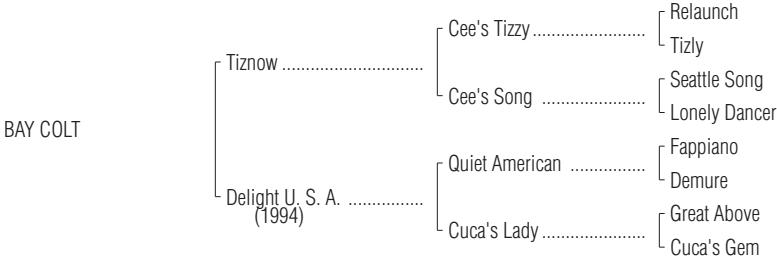 Relaunch
Cee's Tizzy ........................
Tizly
Tiznow ..............................
Seattle Song
Cee's Song ......................
Lonely Dancer
BAY COLT
Fappiano
Quiet American ................
Demure
Delight U. S. A. ................
(1994)
Great Above
Cuca's Lady ......................
Cuca's Gem